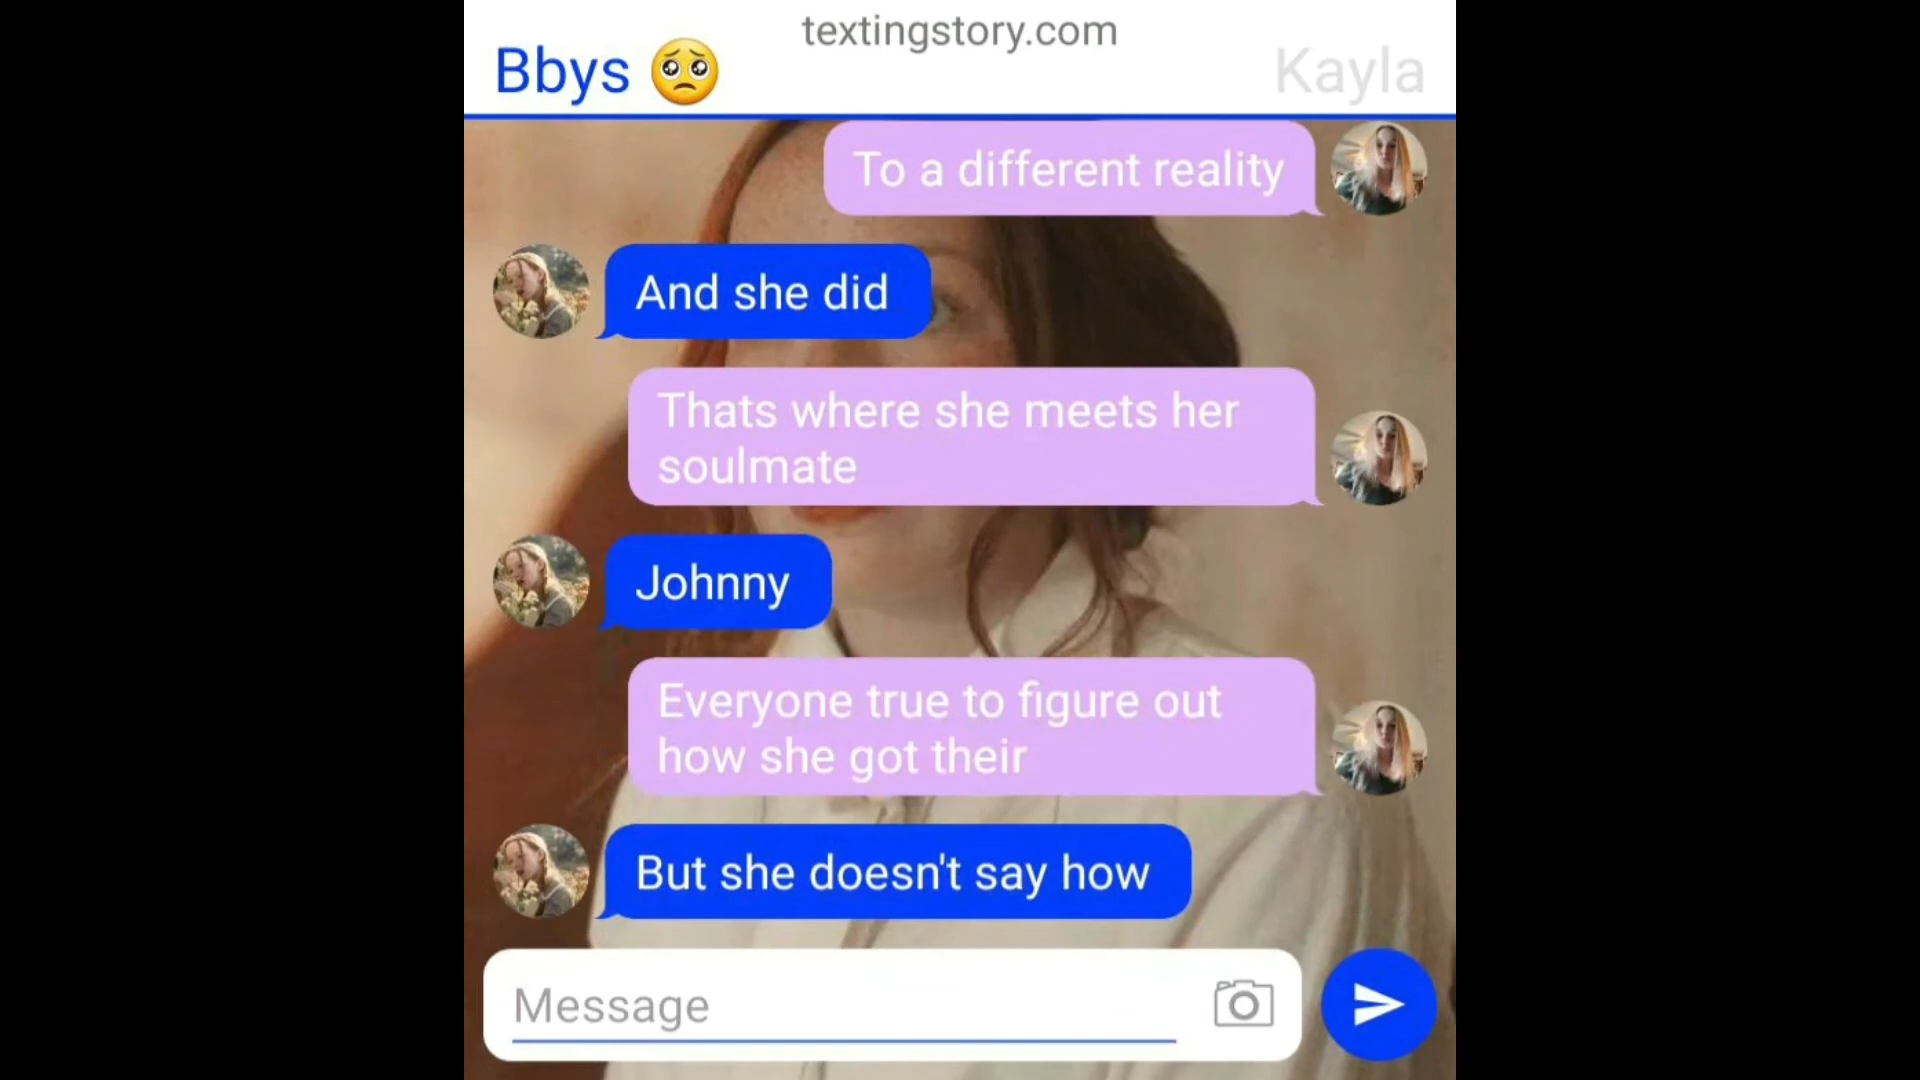 textingstory.com
Bbys 🥺
Kayla
To a different reality
And she did
Thats where she meets her
soulmate
Johnny
Everyone true to figure out
how she got their
But she doesn't say how
Message